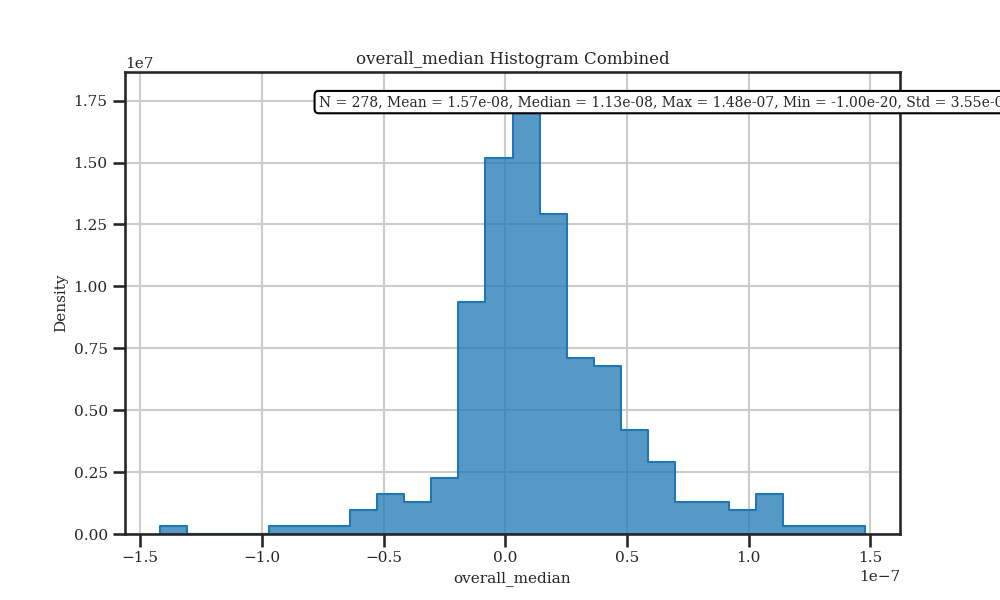 overall_median Histogram Combined
1e7
N = 278, Mean = 1.57e-08, Median = 1.13e-08, Max = 1.48e-07, Min = -1.00e-20, Std = 3.55e-0
1.75
1.50
1.25
1.00
0.75
0.50
0.25
0.00
Density
−1.5 −1.0 −0.5 0.0 0.5 1.0 1.5
1e−7
overall_median